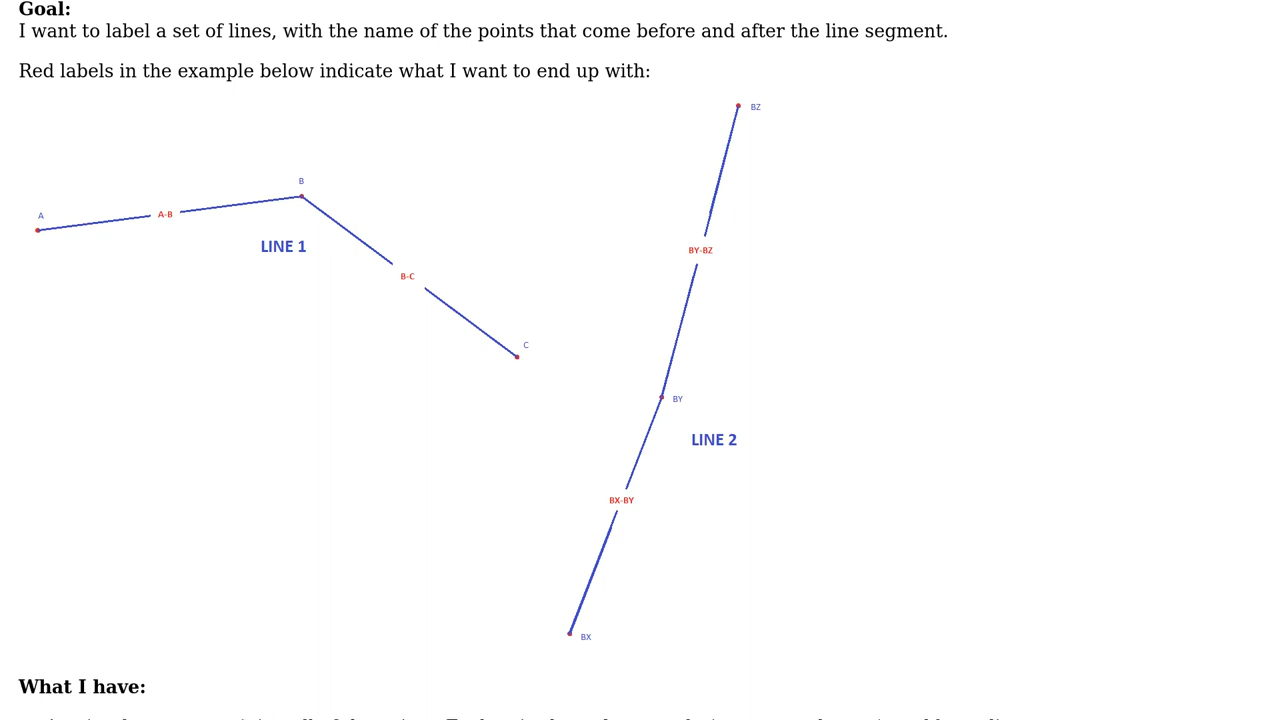 Goal:
I want to label a set of lines, with the name of the points that come before and after the line segment.
Red labels in the example below indicate what I want to end up with:
BZ
B
A
A-B
LINE 1
BY-BZ
B-C
C
BY
LINE 2
BX-BY
BX
What I have: